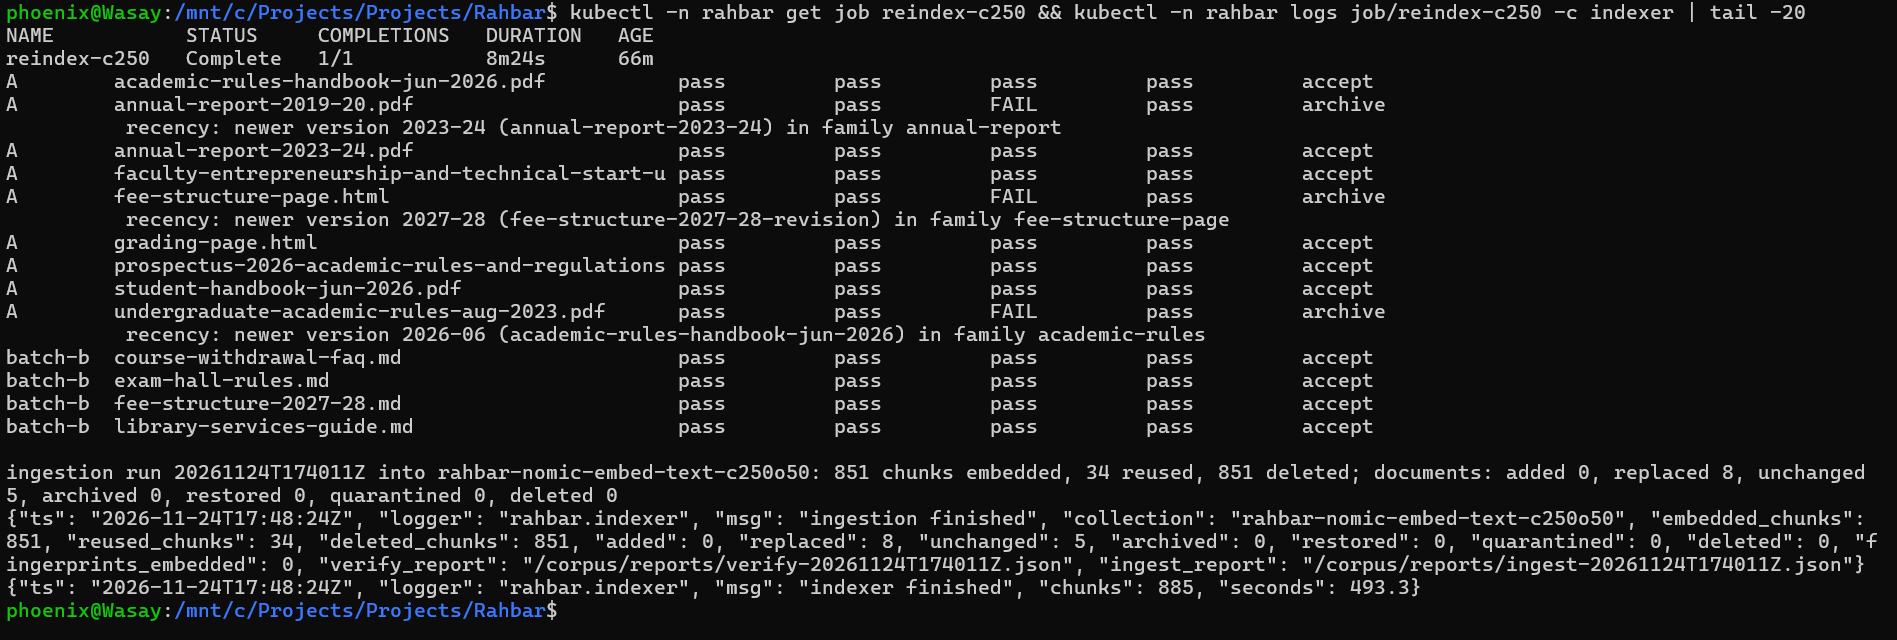 phoenix@Wasay:/mnt/c/Projects/Projects/Rahbar$ kubectl -n rahbar get job reindex-c250 && kubectl -n rahbar logs job/reindex-c250 -c indexer | tail -20
NAME           STATUS     COMPLETIONS   DURATION   AGE
reindex-c250   Complete   1/1           8m24s      66m
A        academic-rules-handbook-jun-2026.pdf           pass         pass         pass         pass         accept
A        annual-report-2019-20.pdf                      pass         pass         FAIL         pass         archive
          recency: newer version 2023-24 (annual-report-2023-24) in family annual-report
A        annual-report-2023-24.pdf                      pass         pass         pass         pass         accept
A        faculty-entrepreneurship-and-technical-start-u pass         pass         pass         pass         accept
A        fee-structure-page.html                        pass         pass         FAIL         pass         archive
          recency: newer version 2027-28 (fee-structure-2027-28-revision) in family fee-structure-page
A        grading-page.html                              pass         pass         pass         pass         accept
A        prospectus-2026-academic-rules-and-regulations pass         pass         pass         pass         accept
A        student-handbook-jun-2026.pdf                  pass         pass         pass         pass         accept
A        undergraduate-academic-rules-aug-2023.pdf      pass         pass         FAIL         pass         archive
          recency: newer version 2026-06 (academic-rules-handbook-jun-2026) in family academic-rules
batch-b  course-withdrawal-faq.md                       pass         pass         pass         pass         accept
batch-b  exam-hall-rules.md                             pass         pass         pass         pass         accept
batch-b  fee-structure-2027-28.md                       pass         pass         pass         pass         accept
batch-b  library-services-guide.md                      pass         pass         pass         pass         accept
ingestion run 20261124T174011Z into rahbar-nomic-embed-text-c250o50: 851 chunks embedded, 34 reused, 851 deleted; documents: added 0, replaced 8, unchanged
5, archived 0, restored 0, quarantined 0, deleted 0
{"ts": "2026-11-24T17:48:24Z", "logger": "rahbar.indexer", "msg": "ingestion finished", "collection": "rahbar-nomic-embed-text-c250o50", "embedded_chunks":
851, "reused_chunks": 34, "deleted_chunks": 851, "added": 0, "replaced": 8, "unchanged": 5, "archived": 0, "restored": 0, "quarantined": 0, "deleted": 0, "f
ingerprints_embedded": 0, "verify_report": "/corpus/reports/verify-20261124T174011Z.json", "ingest_report": "/corpus/reports/ingest-20261124T174011Z.json"}
{"ts": "2026-11-24T17:48:24Z", "logger": "rahbar.indexer", "msg": "indexer finished", "chunks": 885, "seconds": 493.3}
phoenix@Wasay:/mnt/c/Projects/Projects/Rahbar$